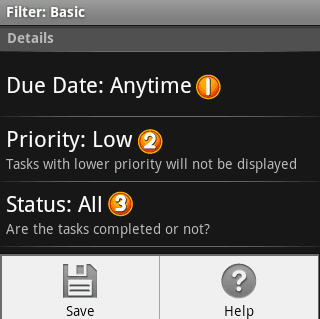 Filter: Basic
Details
Due Date: Anytime 1
Priority: Low 2
Tasks with lower priority will not be displayed
Status: All 3
Are the tasks completed or not?
Save
? Help